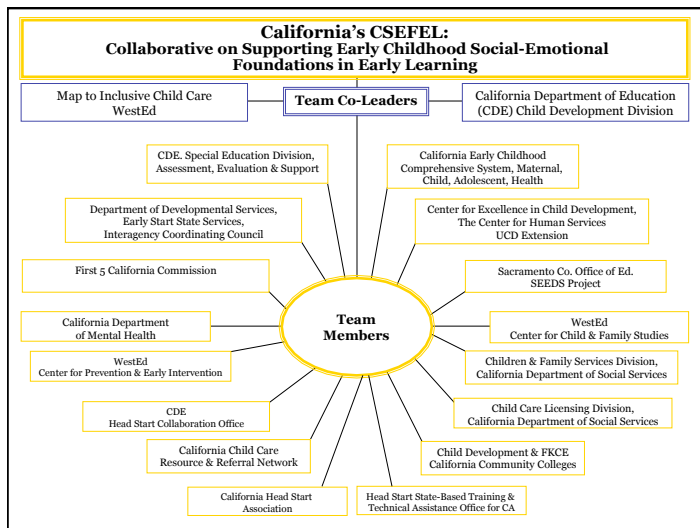 California's CSEFEL:
Collaborative on Supporting Early Childhood Social-Emotional
Foundations in Early Learning
Map to Inclusive Child Care
WestEd
Team Co-Leaders
California Department of Education
(CDE) Child Development Division
CDE. Special Education Division,
Assessment, Evaluation & Support
California Early Childhood
Comprehensive System, Maternal,
Child, Adolescent, Health
Department of Developmental Services,
Early Start State Services,
Interagency Coordinating Council
Center for Excellence in Child Development,
The Center for Human Services
UCD Extension
First 5 California Commission
Sacramento Co. Office of Ed.
SEEDS Project
California Department
of Mental Health
Team
Members
WestEd
Center for Child & Family Studies
WestEd
Center for Prevention & Early Intervention
Children & Family Services Division,
California Department of Social Services
CDE
Head Start Collaboration Office
Child Care Licensing Division,
California Department of Social Services
California Child Care
Resource & Referral Network
Child Development & FKCE
California Community Colleges
California Head Start
Association
Head Start State-Based Training &
Technical Assistance Office for CA